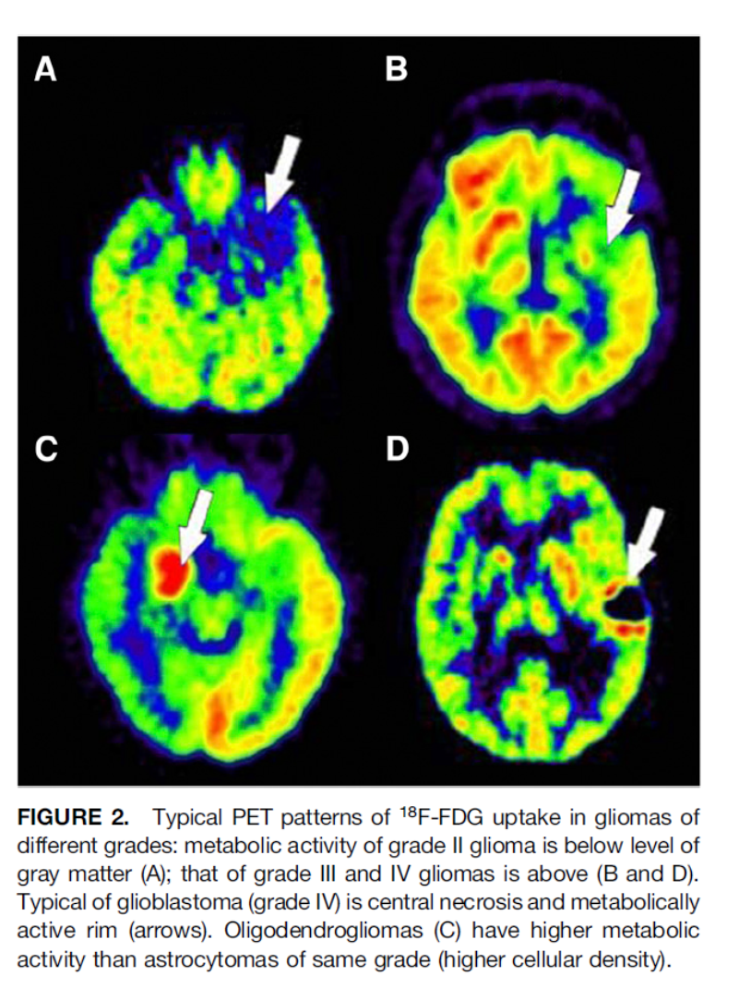 A
B
C
D
FIGURE 2. Typical PET patterns of ¹⁸F-FDG uptake in gliomas of
different grades: metabolic activity of grade II glioma is below level of
gray matter (A); that of grade III and IV gliomas is above (B and D).
Typical of glioblastoma (grade IV) is central necrosis and metabolically
active rim (arrows). Oligodendrogliomas (C) have higher metabolic
activity than astrocytomas of same grade (higher cellular density).